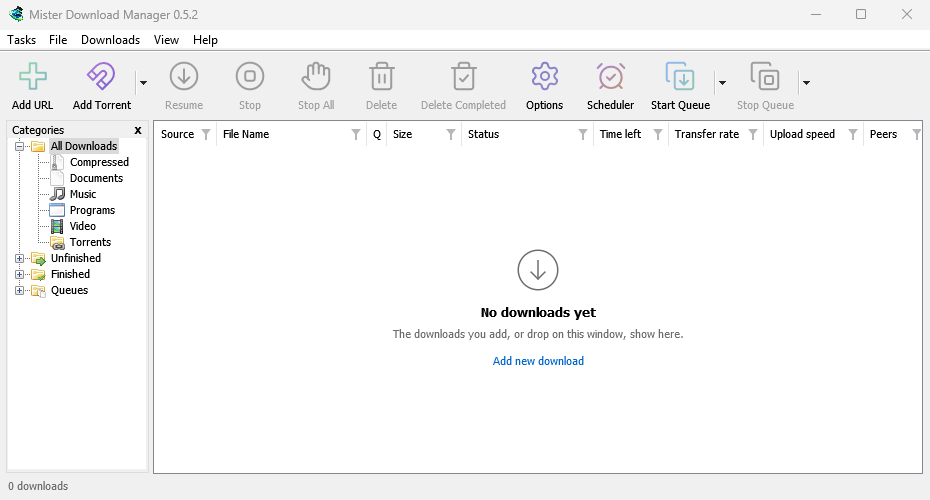 Mister Download Manager 0.5.2
Tasks File Downloads View Help
Add URL Add Torrent Resume Stop Stop All Delete Delete Completed Options Scheduler Start Queue Stop Queue
Categories x
Source File Name Q Size Status Time left Transfer rate Upload speed Peers
All Downloads
Compressed
Documents
Music
Programs
Video
Torrents
Unfinished
Finished
Queues
No downloads yet
The downloads you add, or drop on this window, show here.
Add new download
0 downloads